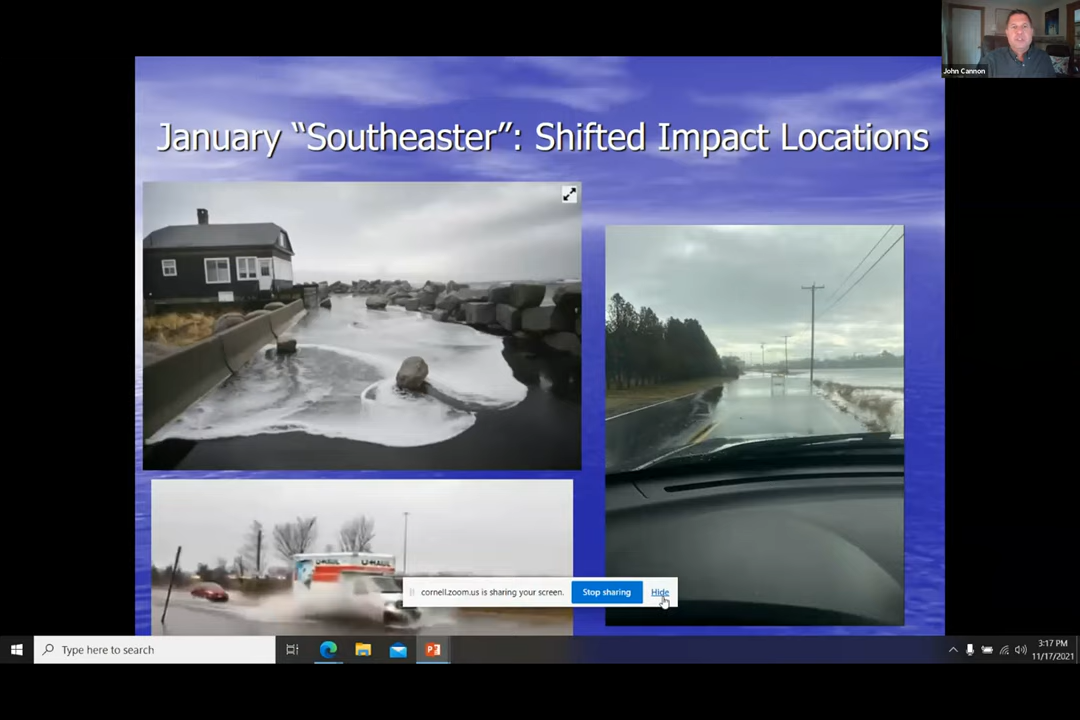 John Cannon
January “Southeaster”: Shifted Impact Locations
U-HAUL U-HAUL
cornell.zoom.us is sharing your screen. Stop sharing Hide
Type here to search
3:17 PM
11/17/2021